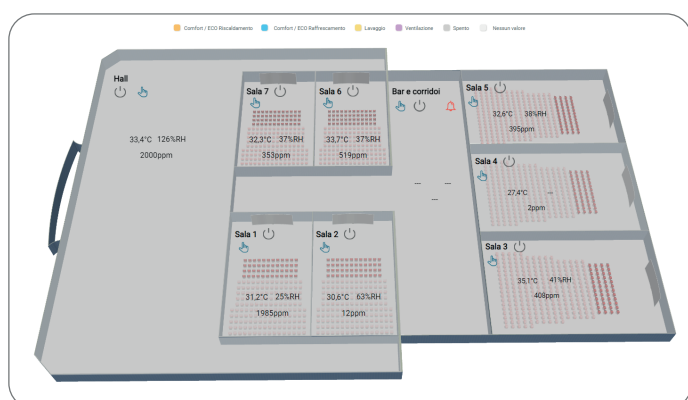 Comfort / ECO Riscaldamento Comfort / ECO Raffrescamento Lavaggio Ventilazione Spento Nessun valore
Hall
33,4°C 126%RH
2000ppm
Sala 7
32,3°C 37%RH
353ppm
Sala 6
33,7°C 37%RH
519ppm
Bar e corridoi
— —
—
Sala 5
32,6°C 38%RH
395ppm
Sala 4
27,4°C —
2ppm
Sala 1
31,2°C 25%RH
1985ppm
Sala 2
30,6°C 63%RH
12ppm
Sala 3
35,1°C 41%RH
408ppm